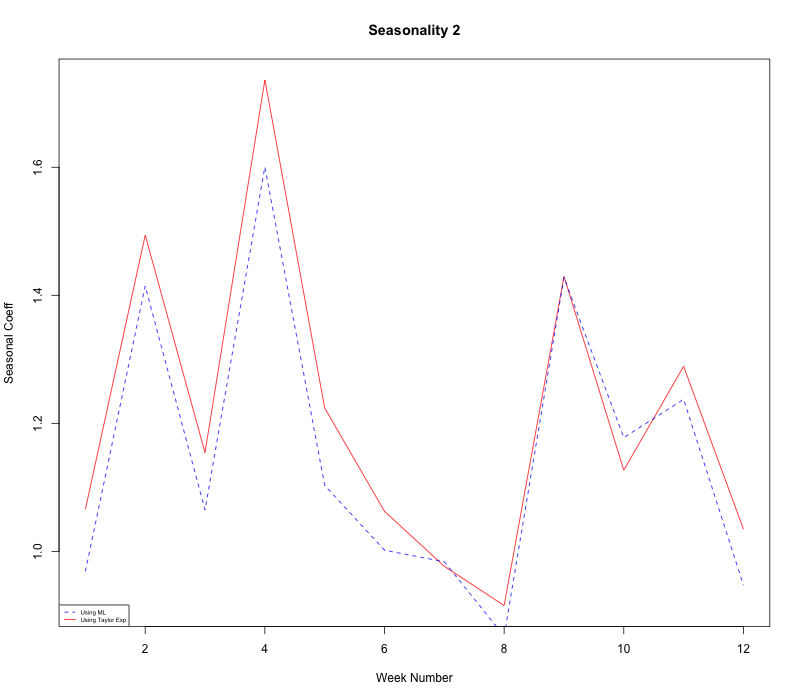 Seasonality 2
Seasonal Coeff
1.6
1.4
1.2
1.0
Using ML
Using Taylor Exp
2 4 6 8 10 12
Week Number